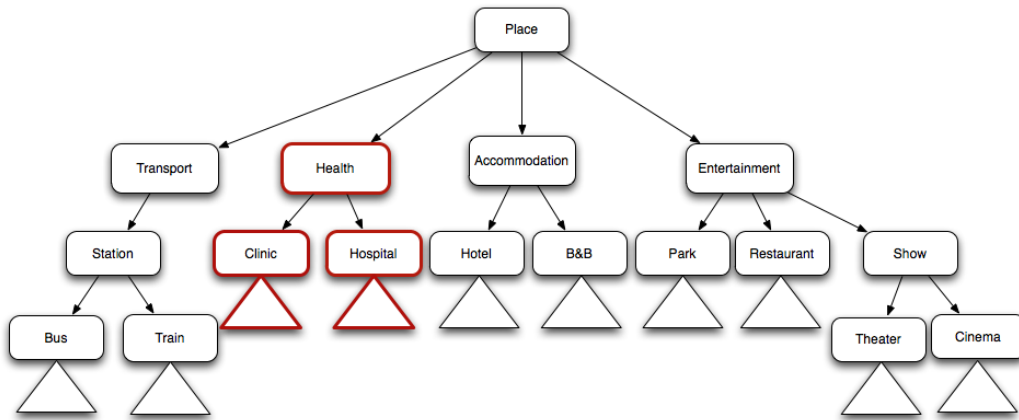 Place
Transport
Health
Accommodation
Entertainment
Station
Clinic
Hospital
Hotel
B&B
Park
Restaurant
Show
Bus
Train
Theater
Cinema